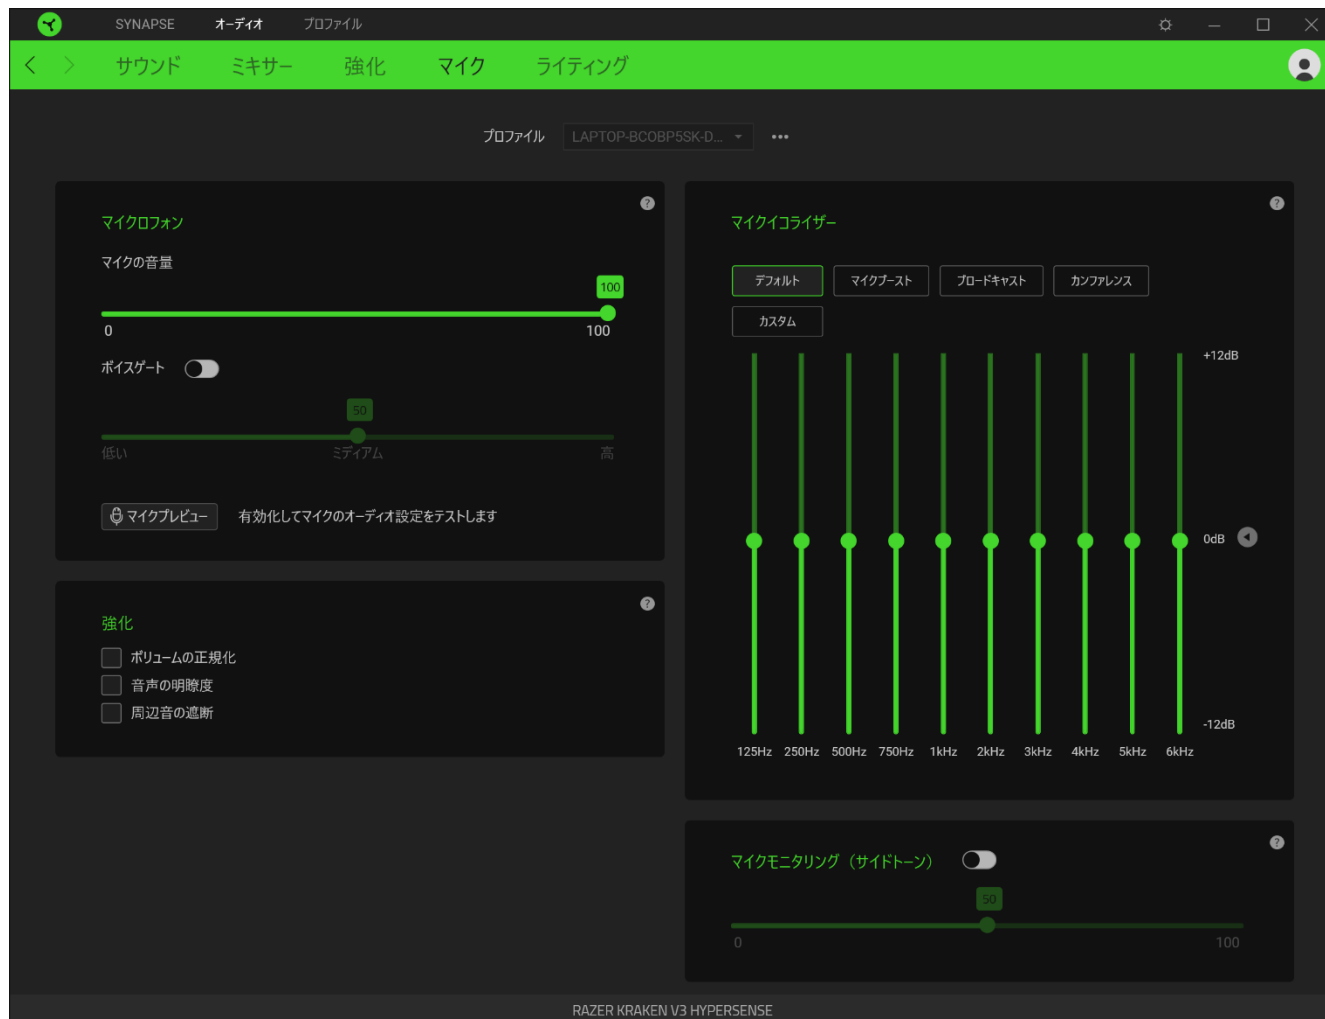 SYNAPSE オーディオ プロファイル
サウンド ミキサー 強化 マイク ライティング
プロファイル LAPTOP-BCOBP5SK-D...
マイクロフォン
マイクの音量
100
0 100
ボイスゲート
50
低い ミディアム 高
マイクプレビュー 有効化してマイクのオーディオ設定をテストします
強化
ボリュームの正規化
音声の明瞭度
周辺音の遮断
マイクイコライザー
デフォルト マイクブースト ブロードキャスト カンファレンス
カスタム
+12dB
0dB
-12dB
125Hz 250Hz 500Hz 750Hz 1kHz 2kHz 3kHz 4kHz 5kHz 6kHz
マイクモニタリング（サイドトーン）
50
0 100
RAZER KRAKEN V3 HYPERSENSE